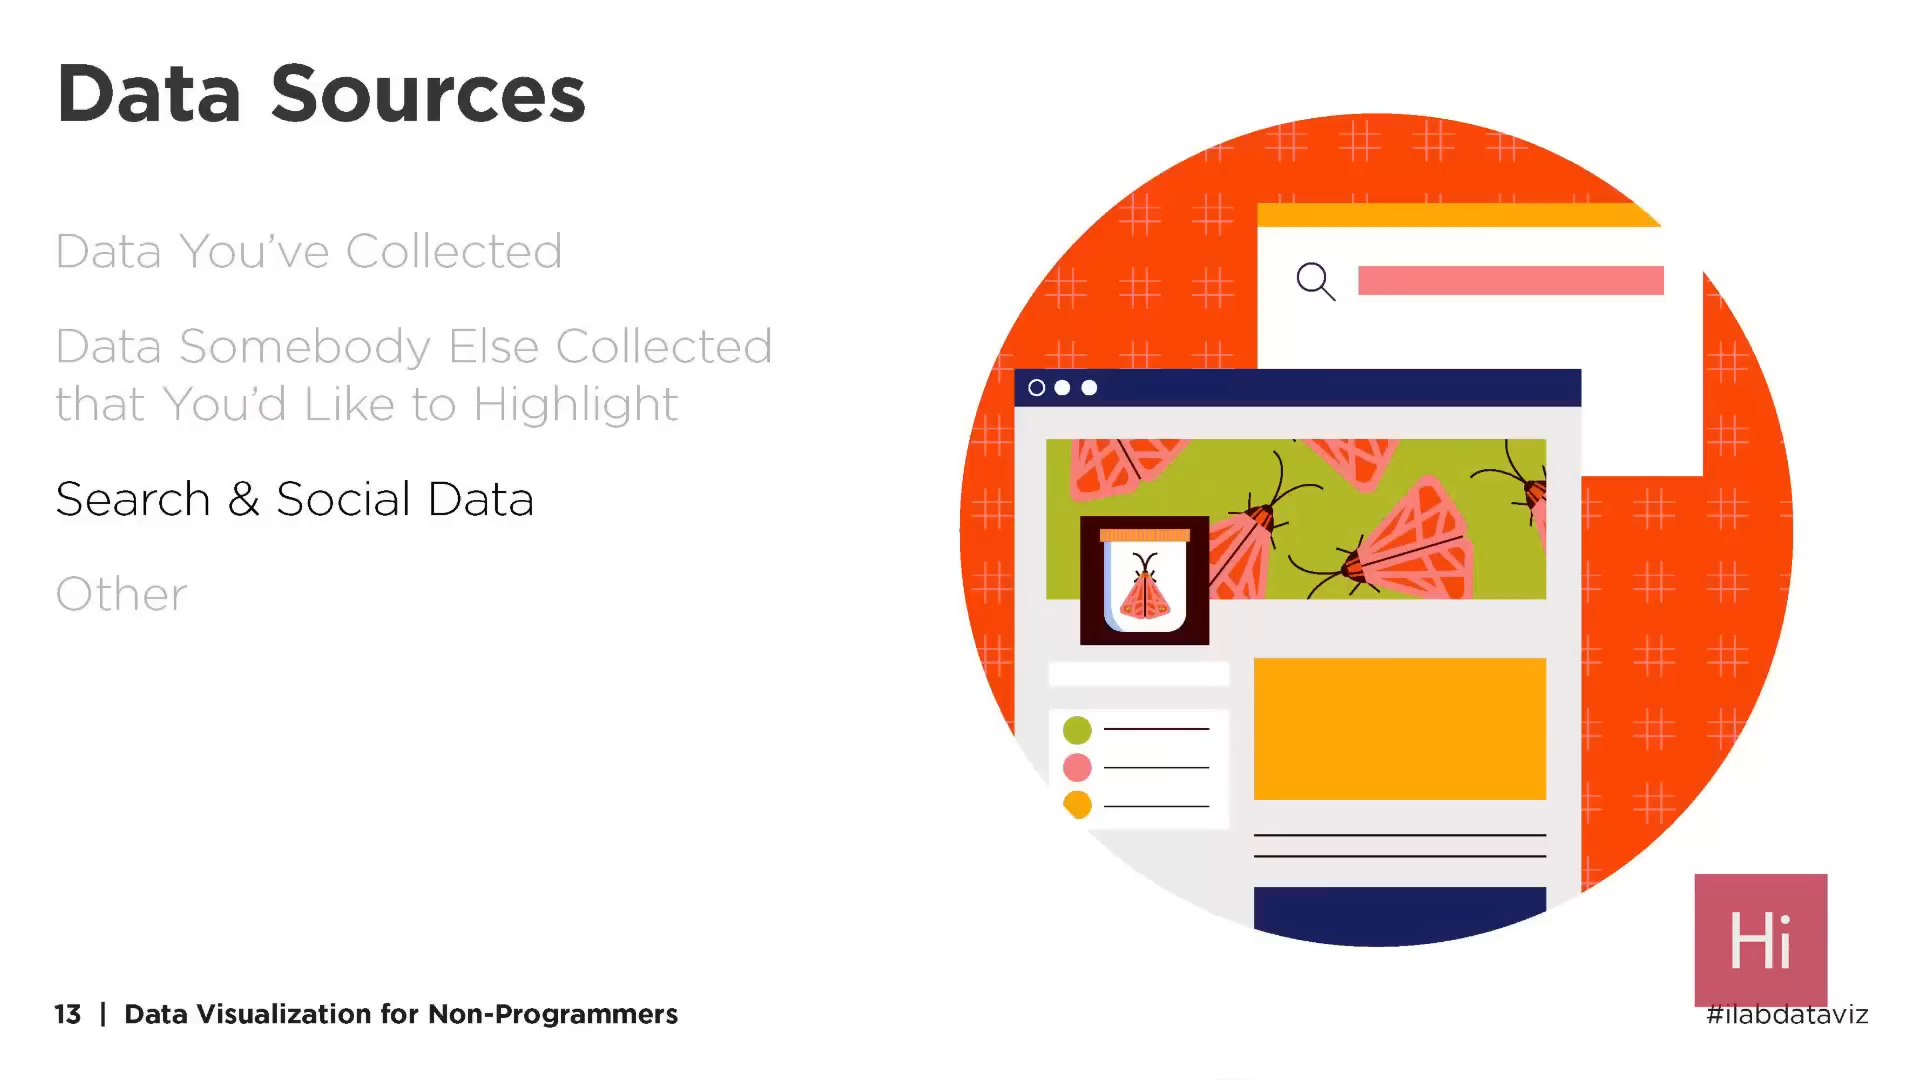 Data Sources
Data You’ve Collected
Data Somebody Else Collected
that You’d Like to Highlight
Search & Social Data
Other
Hi
13 | Data Visualization for Non-Programmers
#ilabdataviz